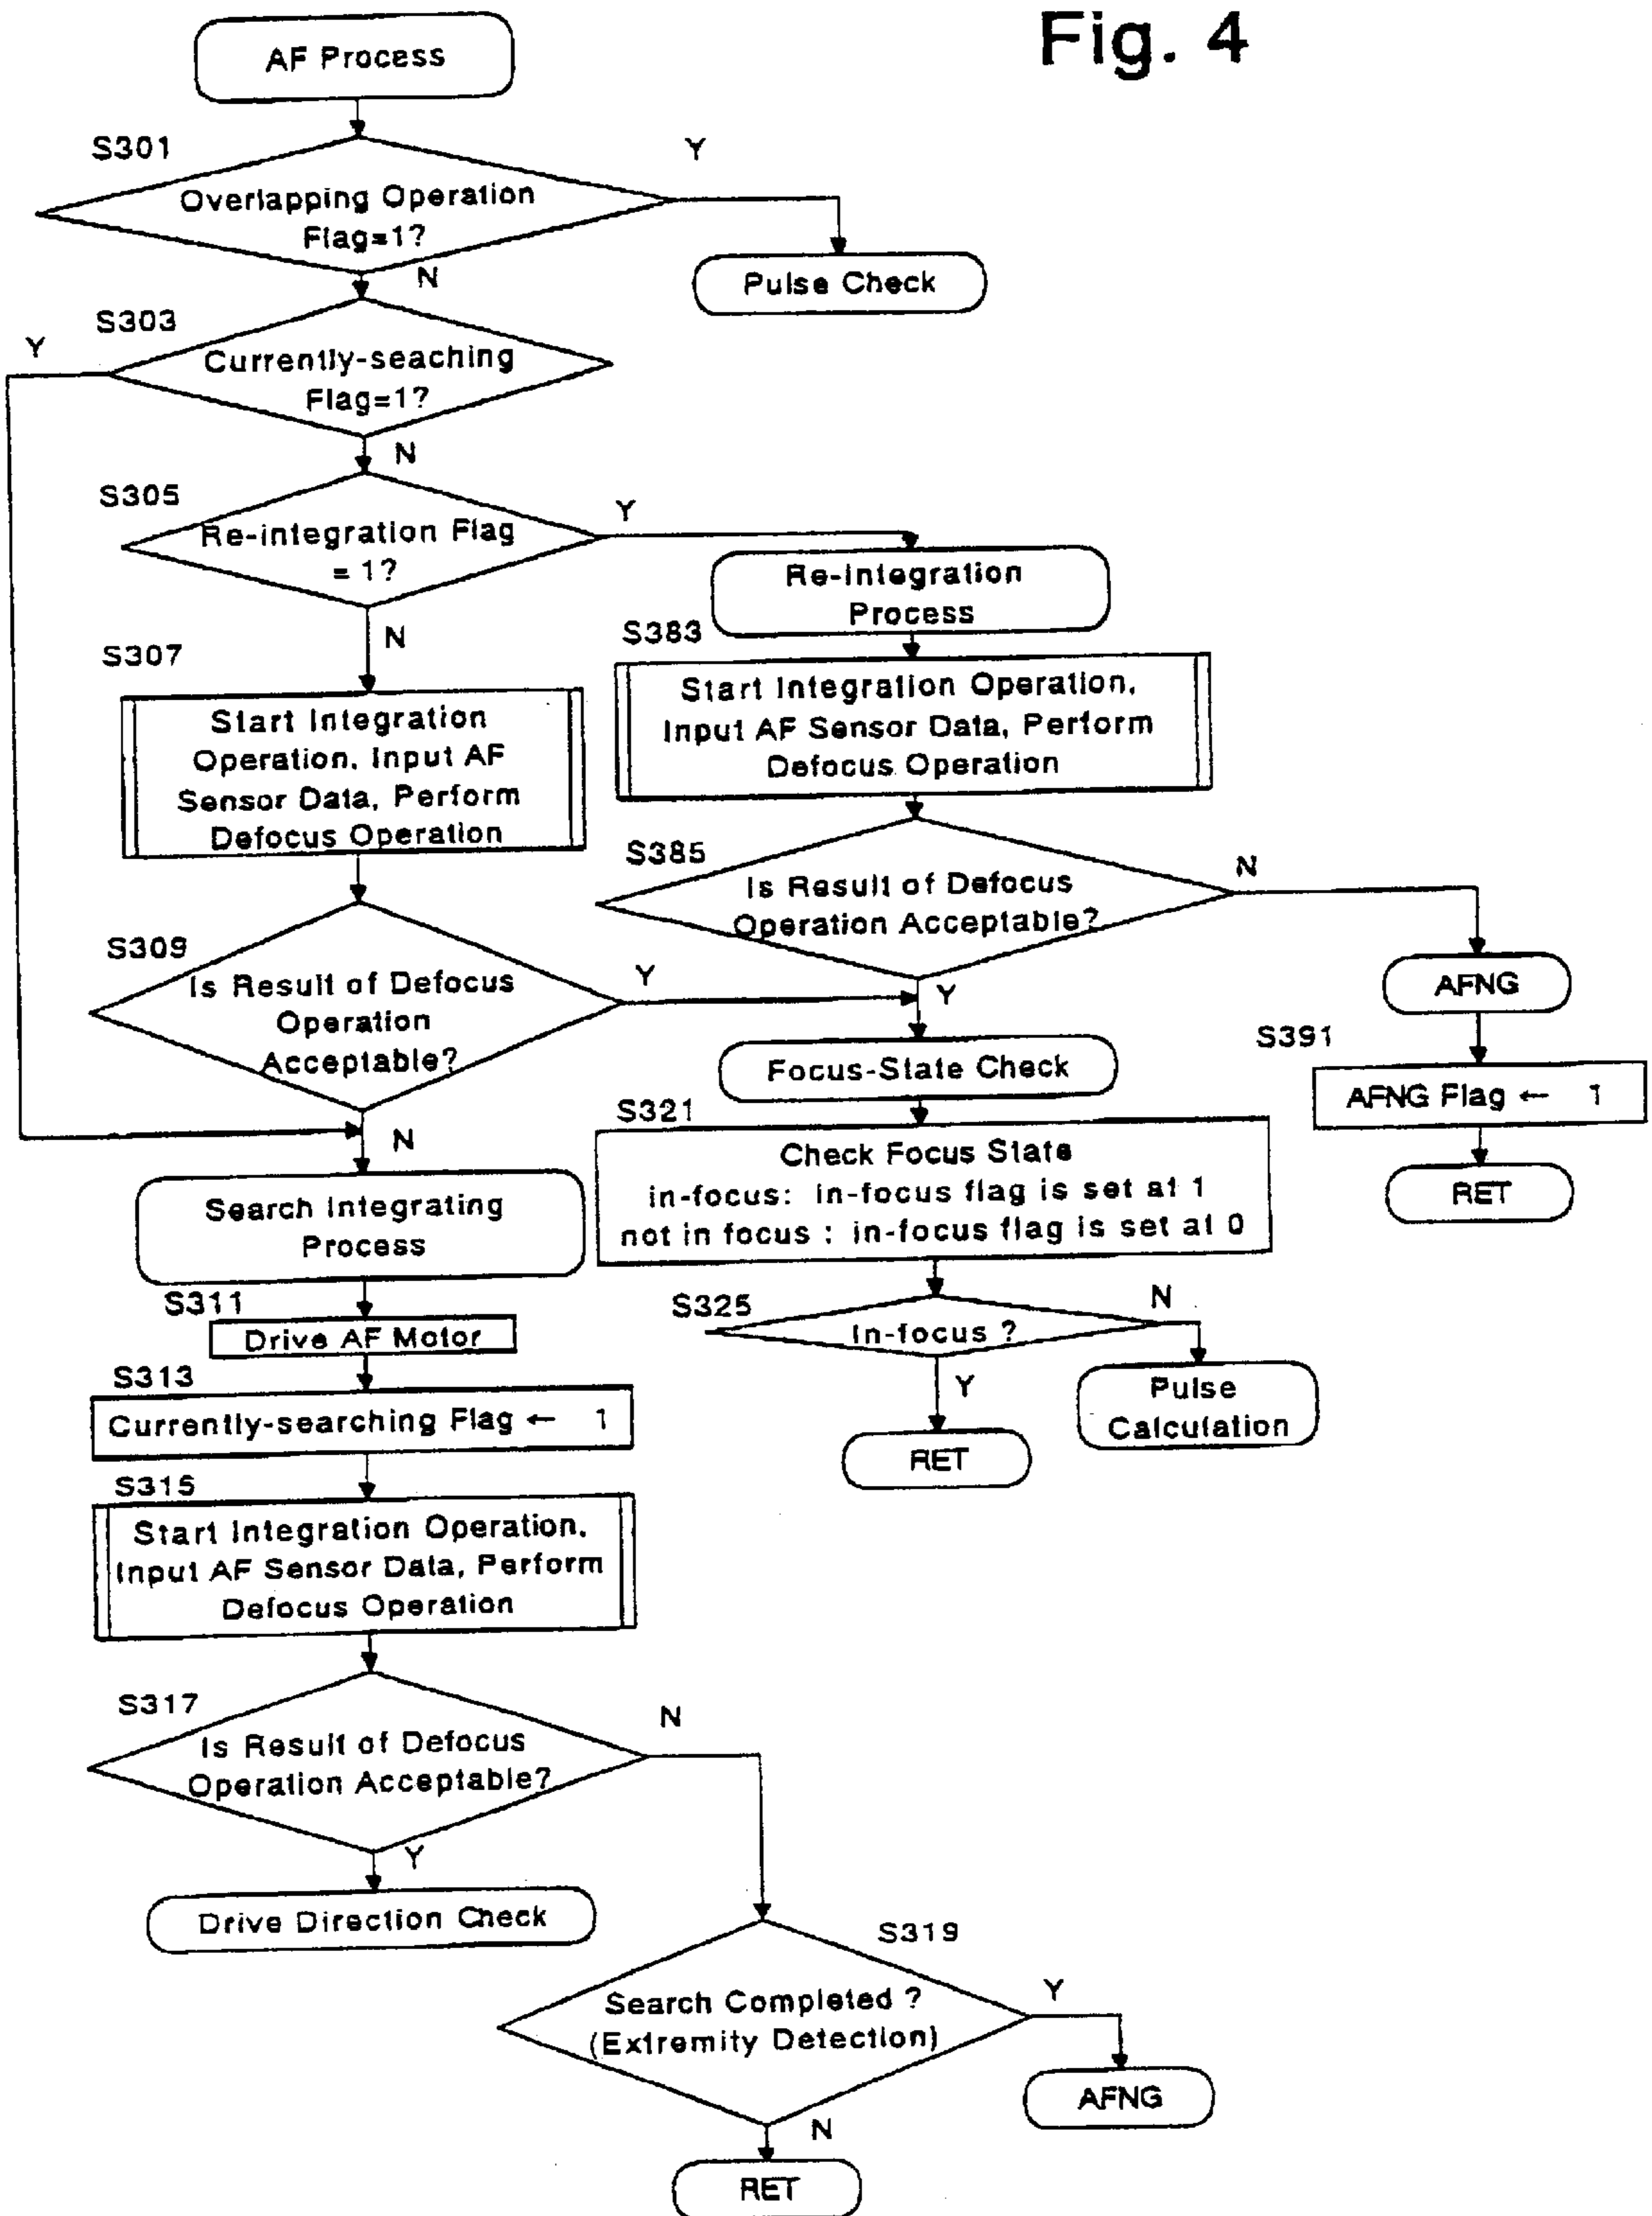 Fig. 4
AF Process
S301
Overlapping Operation
Flag=1?
Y
N
Pulse Check
S303
Currently-seaching
Flag=1?
Y
N
S305
Re-integration Flag
= 1?
Y
N
Re-Integration
Process
S307
Start Integration
Operation. Input AF
Sensor Data, Perform
Defocus Operation
S383
Start Integration Operation,
Input AF Sensor Data, Perform
Defocus Operation
S385
Is Result of Defocus
Operation Acceptable?
N
Y
S309
Is Result of Defocus
Operation
Acceptable?
Y
N
AFNG
S391
AFNG Flag ← 1
RET
Focus-State Check
S321
Check Focus State
in-focus: in-focus flag is set at 1
not in focus : in-focus flag is set at 0
Search Integrating
Process
S311
Drive AF Motor
S325
In-focus ?
N
Y
Pulse
Calculation
RET
S313
Currently-searching Flag ← 1
S315
Start Integration Operation.
Input AF Sensor Data, Perform
Defocus Operation
S317
Is Result of Defocus
Operation Acceptable?
N
Y
Drive Direction Check
S319
Search Completed ?
(Extremity Detection)
Y
N
AFNG
RET